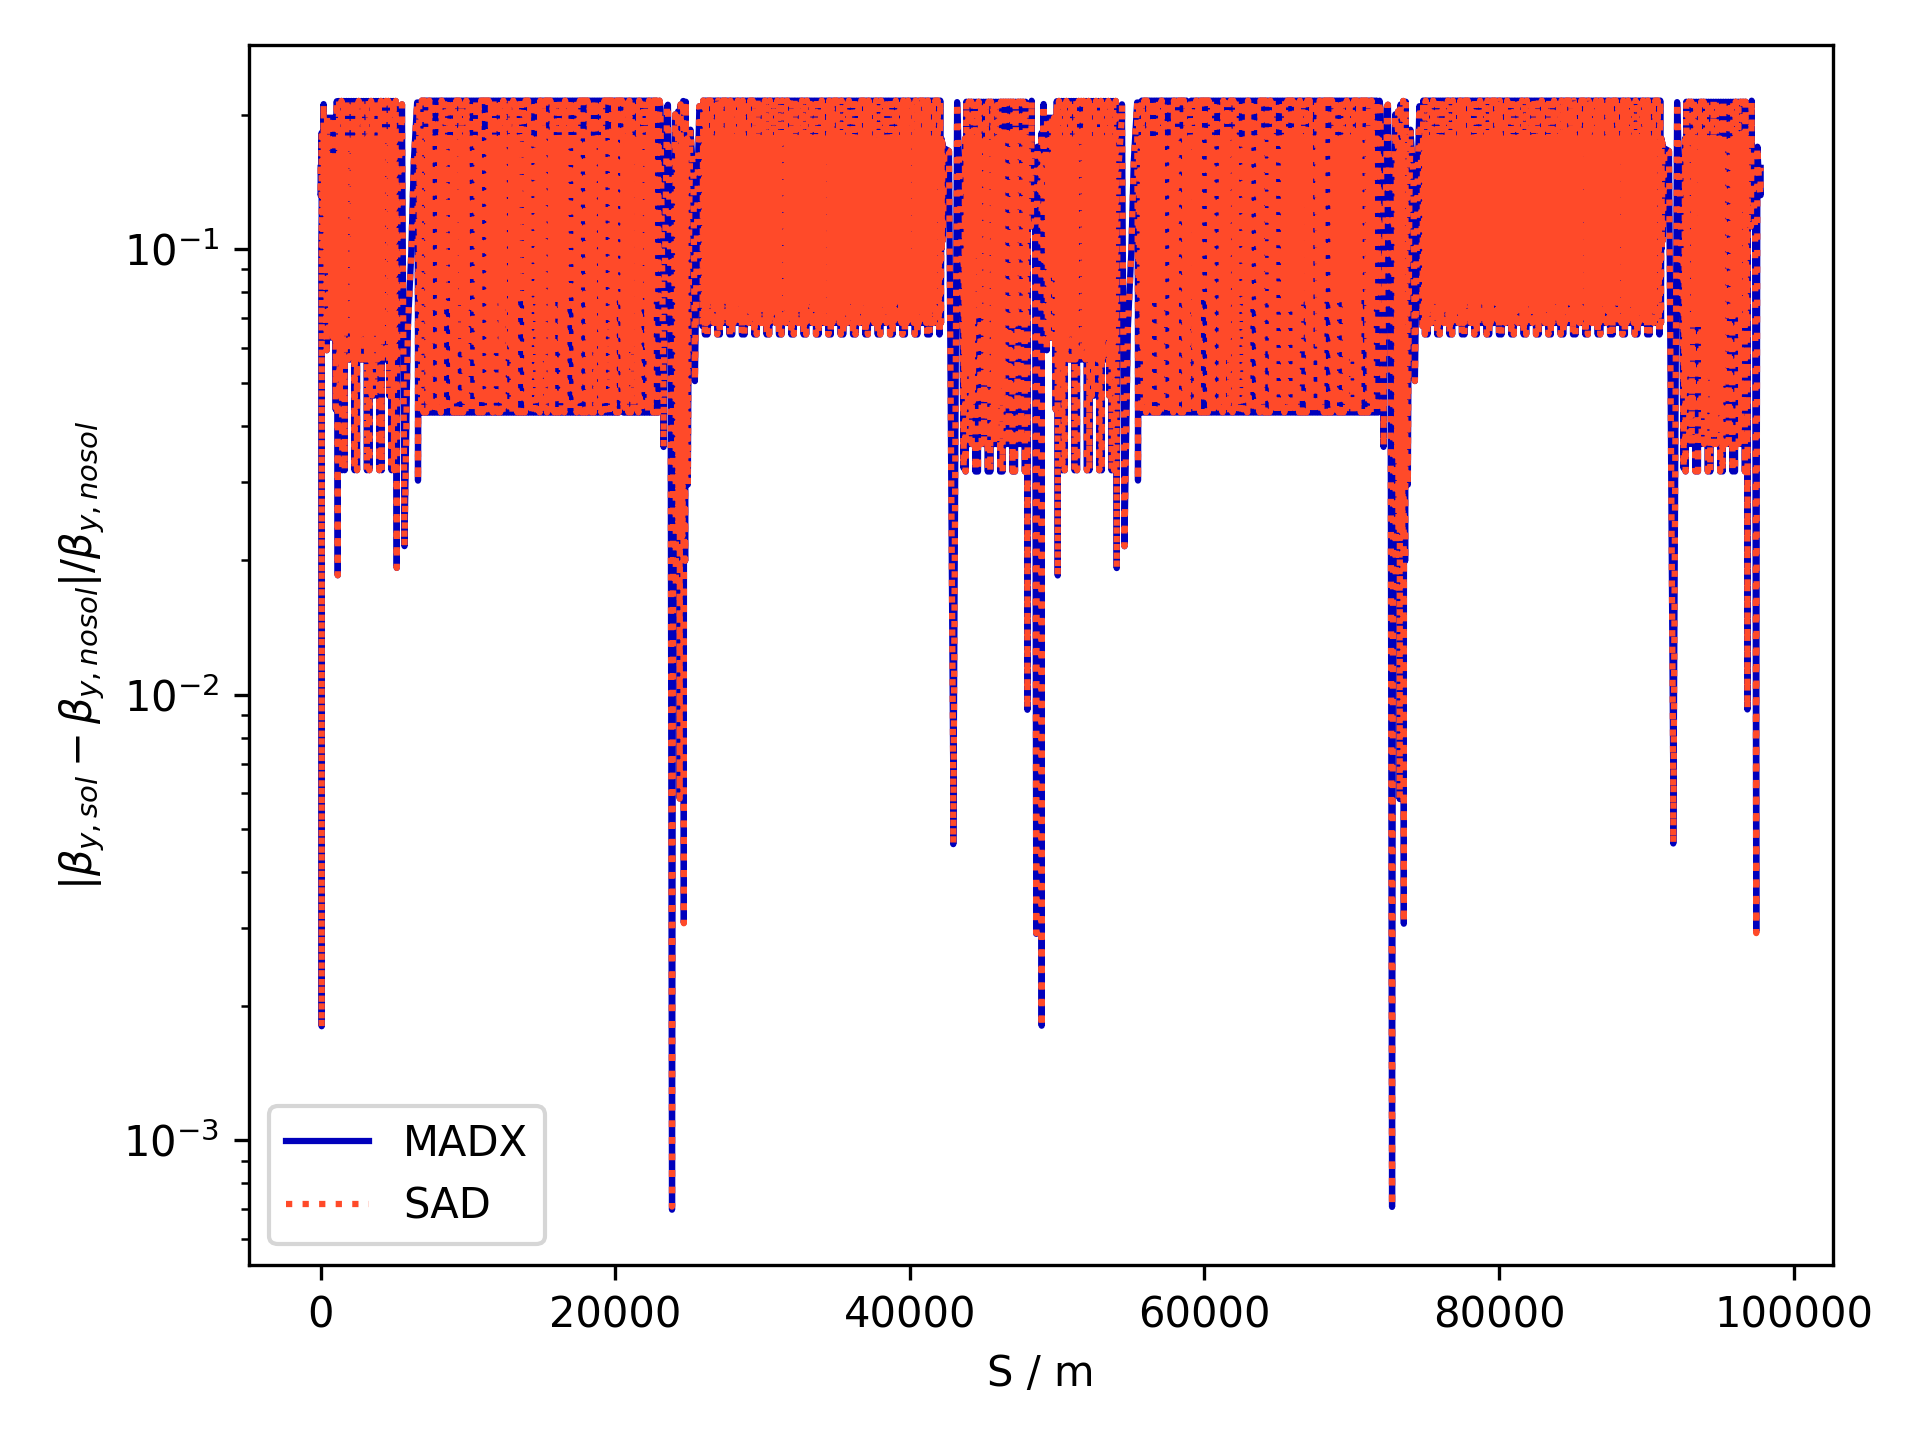 |β_{y, sol} − β_{y, nosol}|/β_{y, nosol}
10^{−1}
10^{−2}
10^{−3}
MADX
SAD
0 20000 40000 60000 80000 100000
S / m